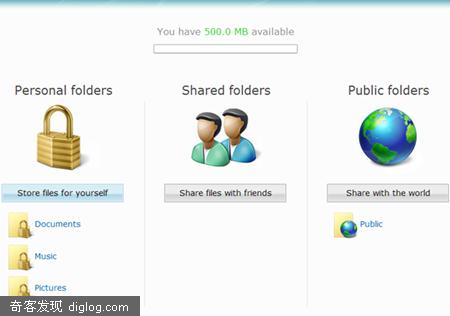 You have 500.0 MB available
Personal folders
Shared folders
Public folders
Store files for yourself
Share files with friends
Share with the world
Documents
Music
Pictures
Public
奇客发现 diglog.com